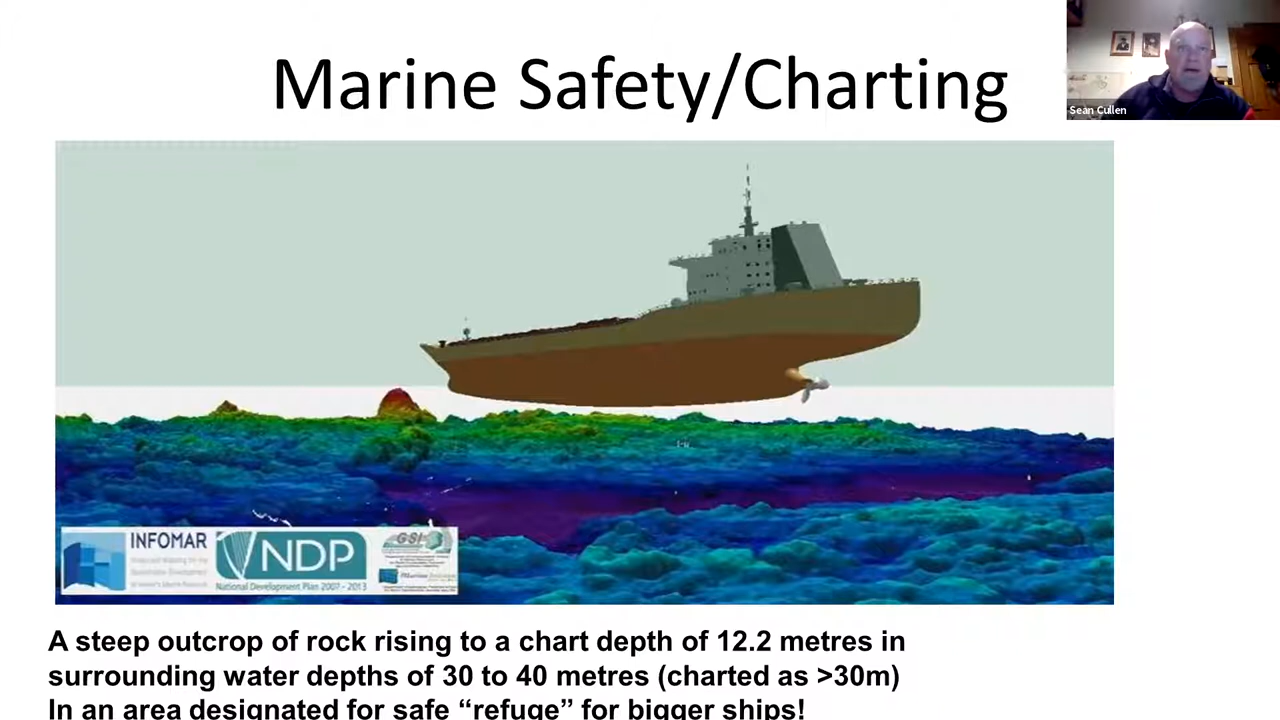 Marine Safety/Charting
Sean Cullen
INFOMAR
NDP
National Development Plan 2007 - 2013
GSI
A steep outcrop of rock rising to a chart depth of 12.2 metres in
surrounding water depths of 30 to 40 metres (charted as >30m)
In an area designated for safe “refuge” for bigger ships!